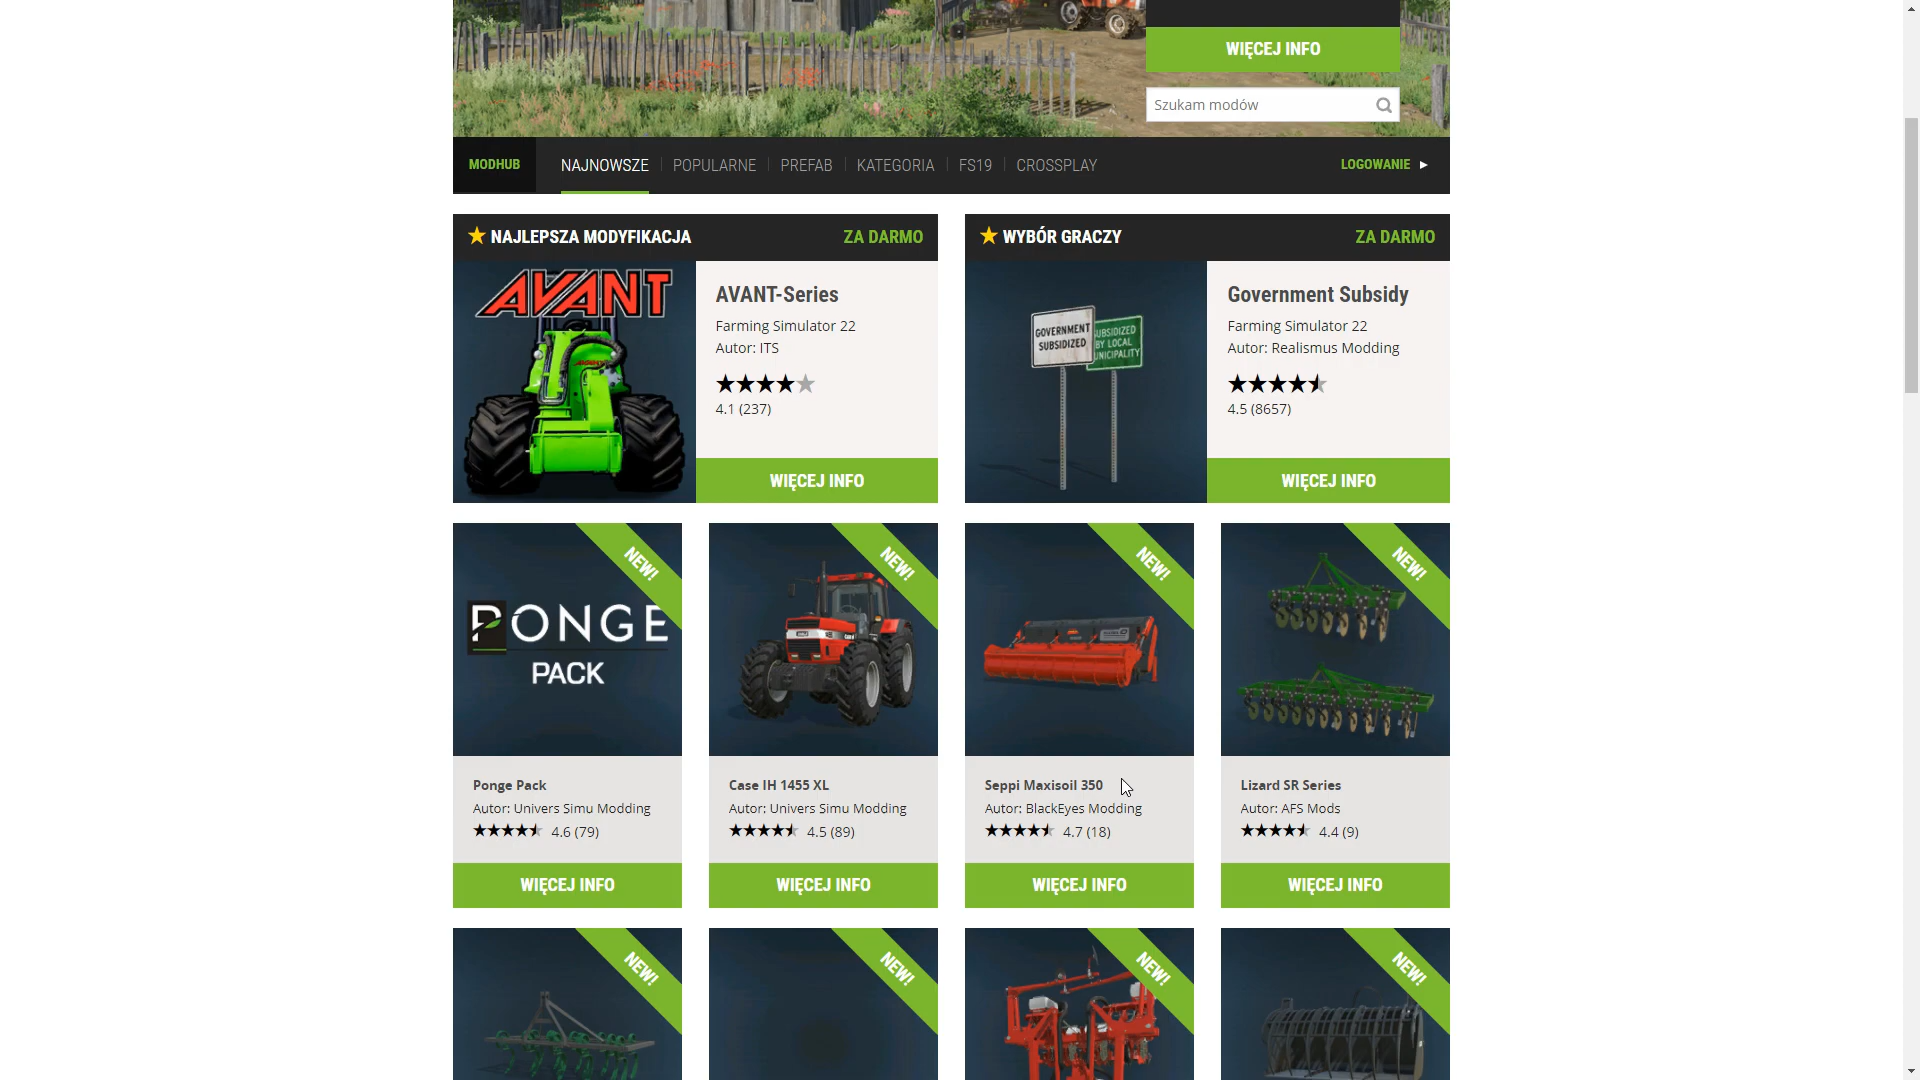 WIĘCEJ INFO
Szukam modów
MODHUB
NAJNOWSZE
POPULARNE
PREFAB
KATEGORIA
FS19
CROSSPLAY
LOGOWANIE
NAJLEPSZA MODYFIKACJA
ZA DARMO
WYBÓR GRACZY
ZA DARMO
AVANT
AVANT-Series
Farming Simulator 22
Autor: ITS
4.1 (237)
WIĘCEJ INFO
GOVERNMENT
SUBSIDIZED
SUBSIDIZED
BY LOCAL
MUNICIPALITY
Government Subsidy
Farming Simulator 22
Autor: Realismus Modding
4.5 (8657)
WIĘCEJ INFO
NEW!
PONGE
PACK
Ponge Pack
Autor: Univers Simu Modding
4.6 (79)
WIĘCEJ INFO
NEW!
Case IH 1455 XL
Autor: Univers Simu Modding
4.5 (89)
WIĘCEJ INFO
NEW!
Seppi Maxisoil 350
Autor: BlackEyes Modding
4.7 (18)
WIĘCEJ INFO
NEW!
Lizard SR Series
Autor: AFS Mods
4.4 (9)
WIĘCEJ INFO
NEW!
NEW!
NEW!
NEW!